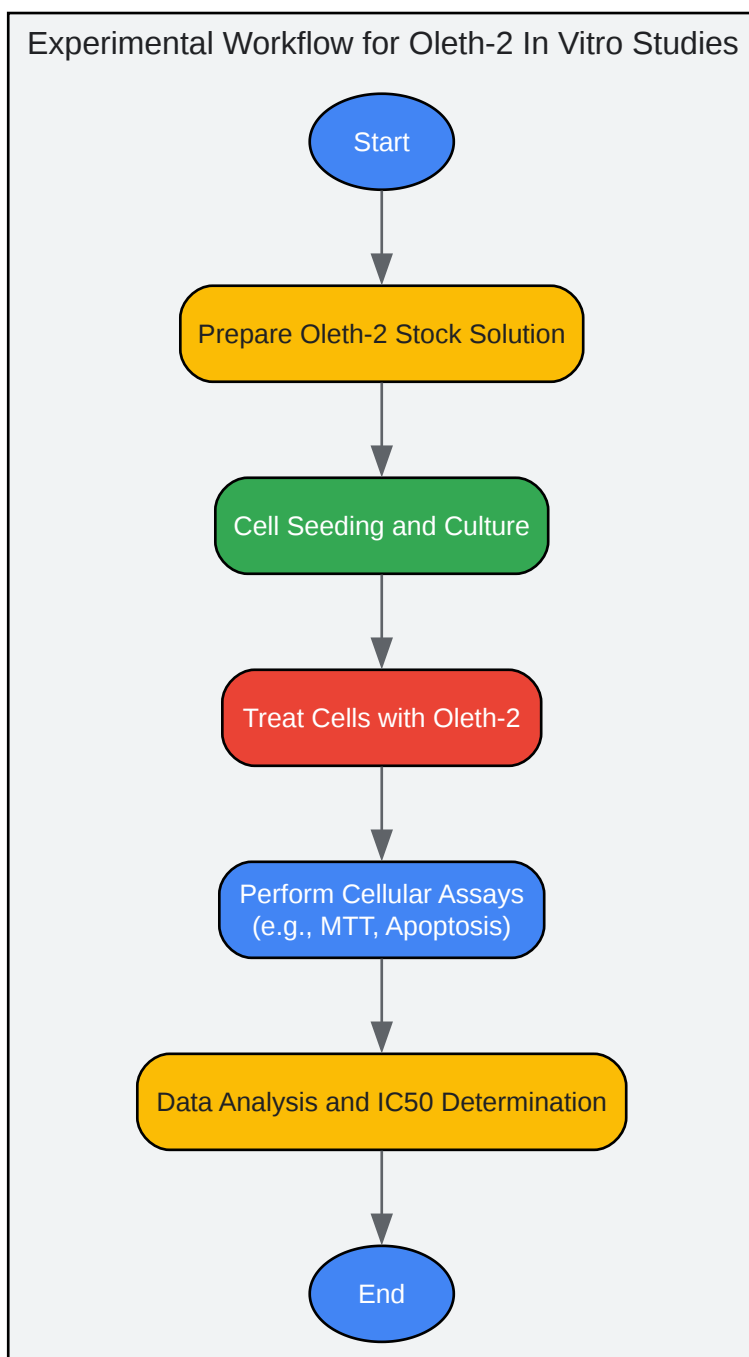 Experimental Workflow for Oleth-2 In Vitro Studies
Start
Prepare Oleth-2 Stock Solution
Cell Seeding and Culture
Treat Cells with Oleth-2
Perform Cellular Assays
(e.g., MTT, Apoptosis)
Data Analysis and IC50 Determination
End